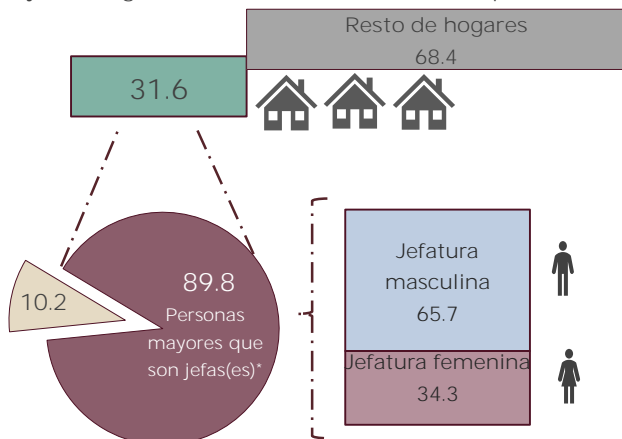 Resto de hogares
68.4
31.6
10.2
89.8
Personas
mayores que
son jefas(es)*
Jefatura
masculina
65.7
Jefatura femenina
34.3